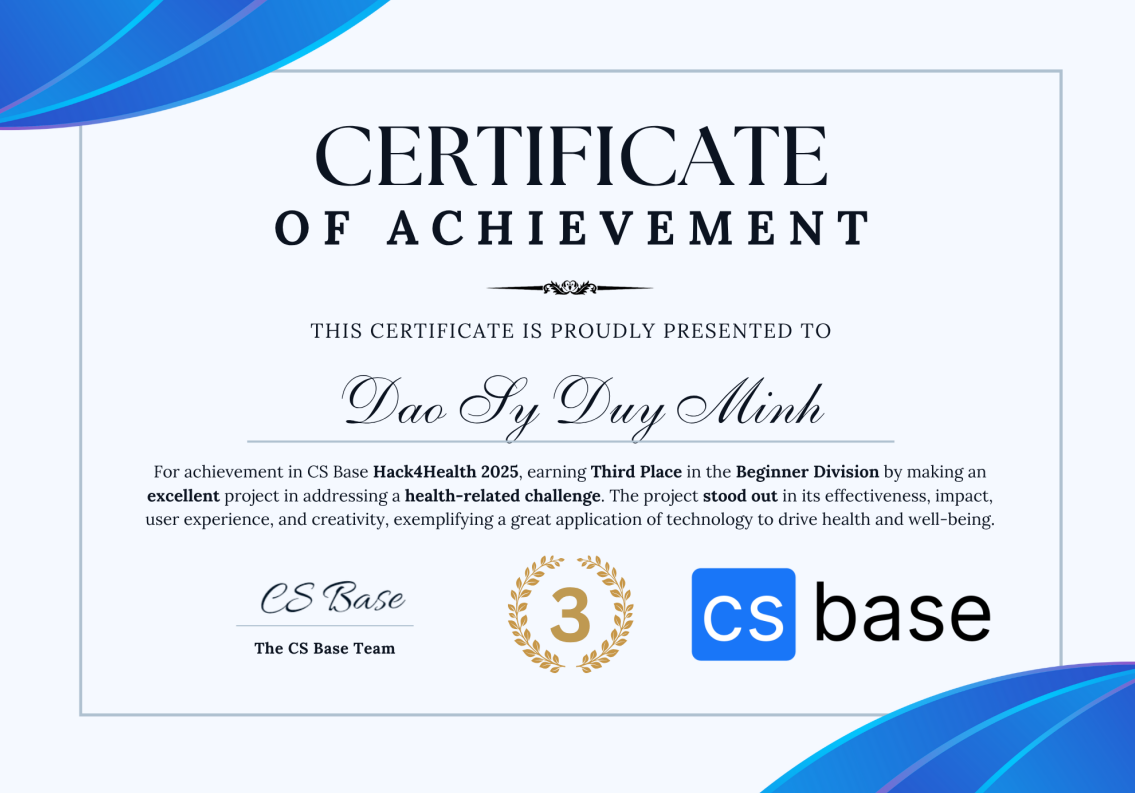 CERTIFICATE
OF ACHIEVEMENT
THIS CERTIFICATE IS PROUDLY PRESENTED TO
Dao Sy Duy Minh
For achievement in CS Base Hack4Health 2025, earning Third Place in the Beginner Division by making an
excellent project in addressing a health-related challenge. The project stood out in its effectiveness, impact,
user experience, and creativity, exemplifying a great application of technology to drive health and well-being.
CS Base
The CS Base Team
3
cs base